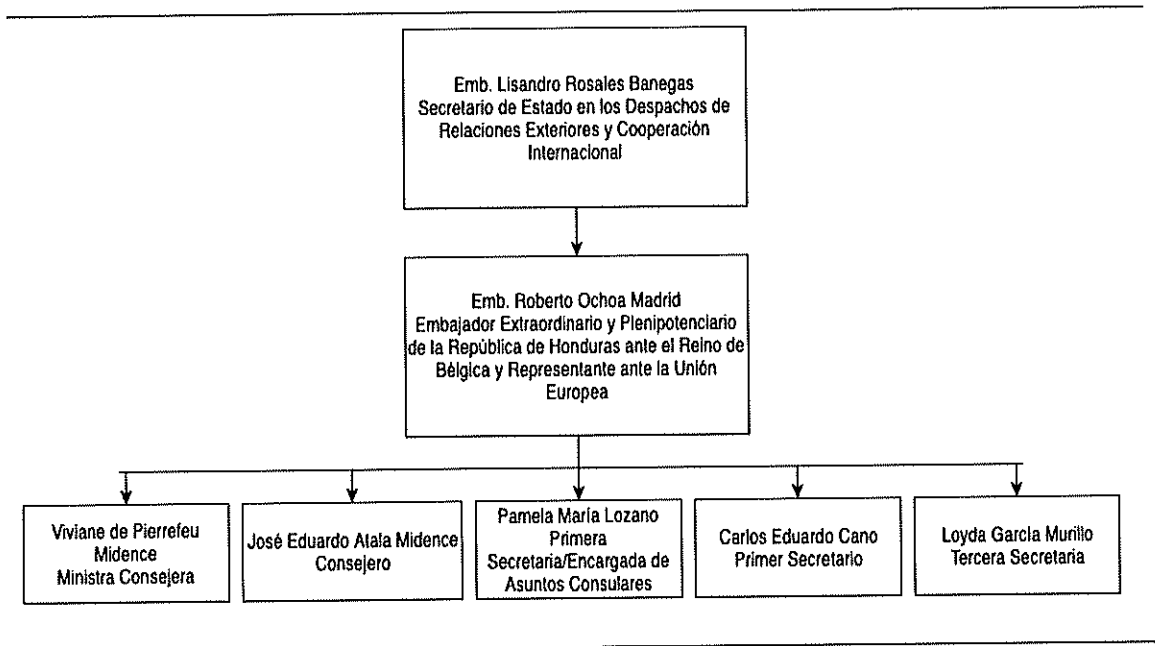 Emb. Lisandro Rosales Banegas
Secretario de Estado en los Despachos de
Relaciones Exteriores y Cooperación
Internacional
Emb. Roberto Ochoa Madrid
Embajador Extraordinario y Plenipotenciario
de la República de Honduras ante el Reino de
Bélgica y Representante ante la Unión
Europea
Viviane de Pierrefeu
Midence
Ministra Consejera
José Eduardo Atala Midence
Consejero
Pamela María Lozano
Primera
Secretaria/Encargada de
Asuntos Consulares
Carlos Eduardo Cano
Primer Secretario
Loyda García Murillo
Tercera Secretaria